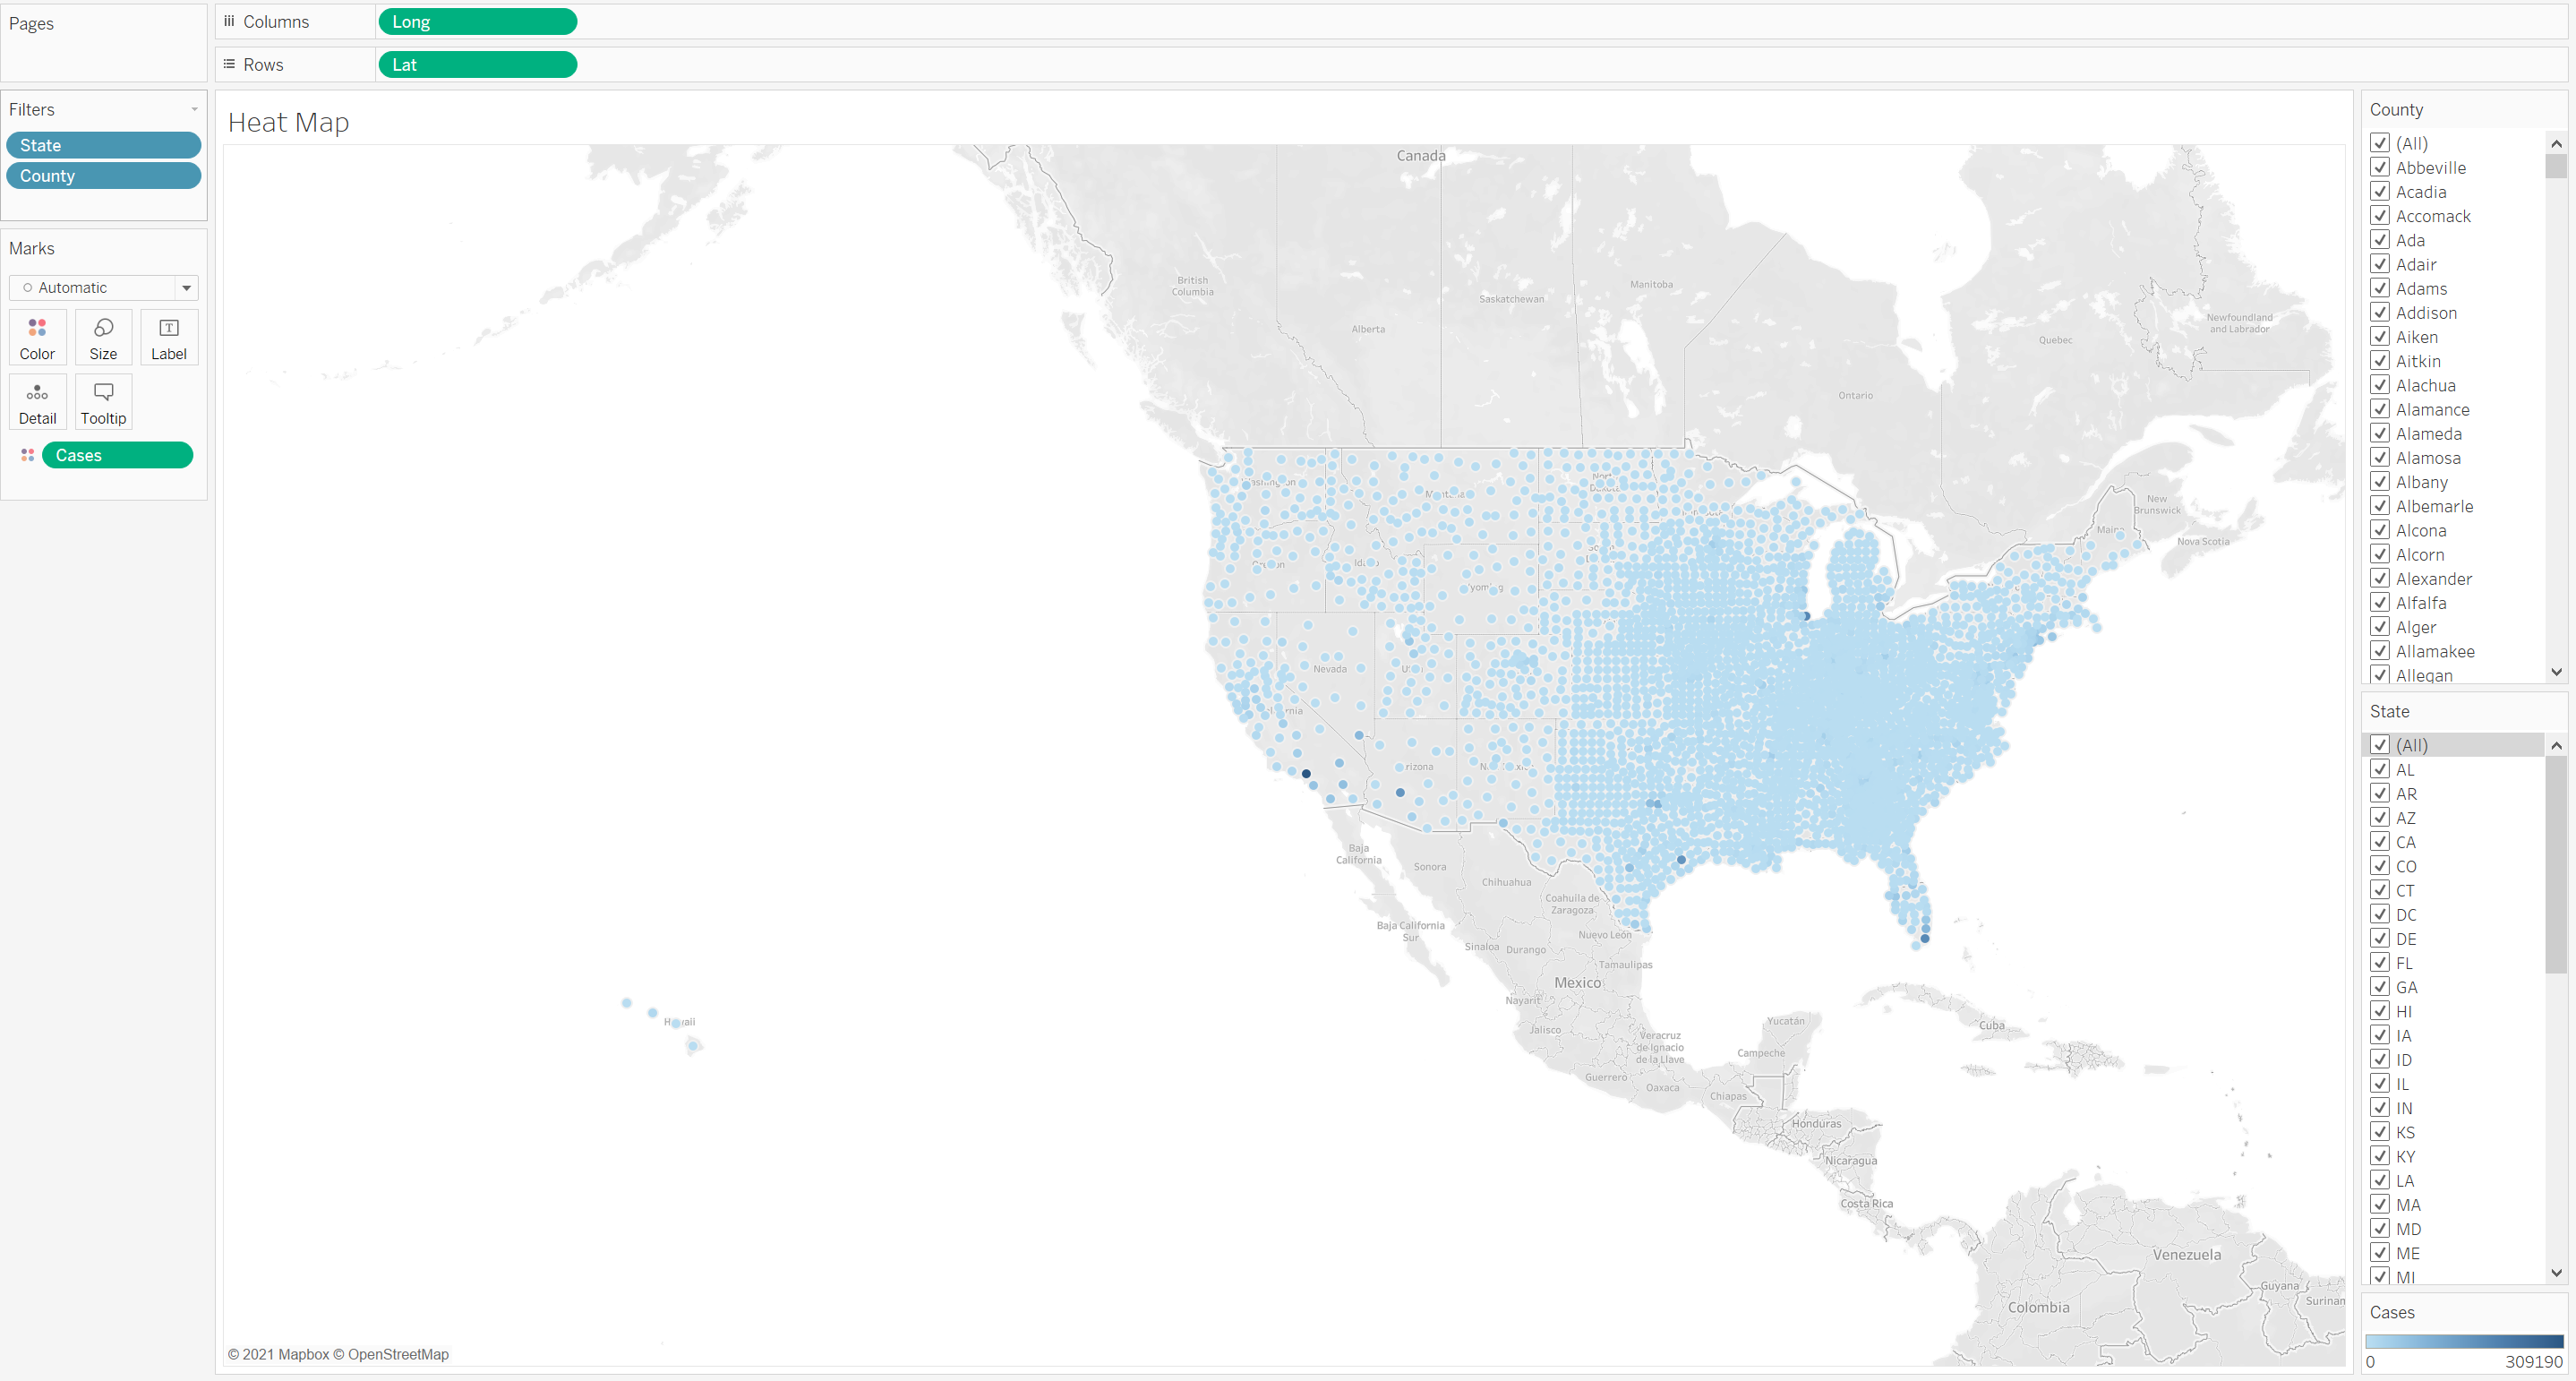 Pages
Columns
Long
Rows
Lat
Filters
State
County
Marks
Automatic
Color
Size
Label
Detail
Tooltip
Cases
Heat Map
Canada
British
Columbia
Alberta
Saskatchewan
Manitoba
Ontario
Quebec
Newfoundland
and Labrador
New
Brunswick
Nova Scotia
Nevada
Baja
California
Sonora
Chihuahua
Coahuila de
Zaragoza
Baja California
Sur
Nuevo León
Sinaloa
Durango
Tamaulipas
Mexico
Nayarit
Jalisco
Veracruz
de Ignacio
de la Llave
Yucatán
Campeche
Guerrero
Oaxaca
Chiapas
Cuba
Honduras
Nicaragua
Costa Rica
Venezuela
Colombia
Guyana
Surinam
© 2021 Mapbox © OpenStreetMap
County
(All)
Abbeville
Acadia
Accomack
Ada
Adair
Adams
Addison
Aiken
Aitkin
Alachua
Alamance
Alameda
Alamosa
Albany
Albemarle
Alcona
Alcorn
Alexander
Alfalfa
Alger
Allamakee
Allegan
State
(All)
AL
AR
AZ
CA
CO
CT
DC
DE
FL
GA
HI
IA
ID
IL
IN
KS
KY
LA
MA
MD
ME
MI
Cases
0
309190